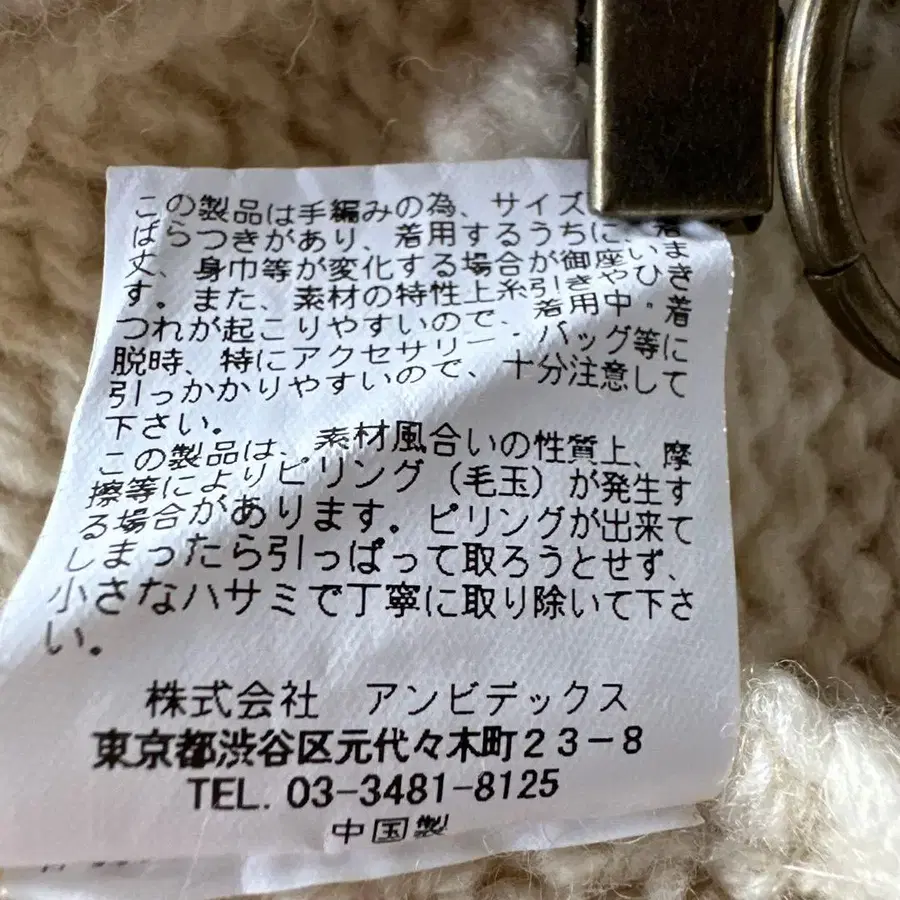 この製品は手編みの為、サイズ
ばらつきがあり、着用するうちに、着
丈、身巾等が変化する場合が御座いま
す。また、素材の特性上糸引きやひき
つれが起こりやすいので、着用中・着
脱時、特にアクセサリー・バッグ等に
引っかかりやすいので、十分注意して
下さい。
この製品は、素材風合いの性質上、摩
擦等によりピリング（毛玉）が発生す
る場合があります。ピリングが出来て
しまったら引っぱって取ろうとせず、
小さなハサミで丁寧に取り除いて下さ
い。
株式会社　アンビデックス
東京都渋谷区元代々木町２３−８
TEL. 03-3481-8125
中国製